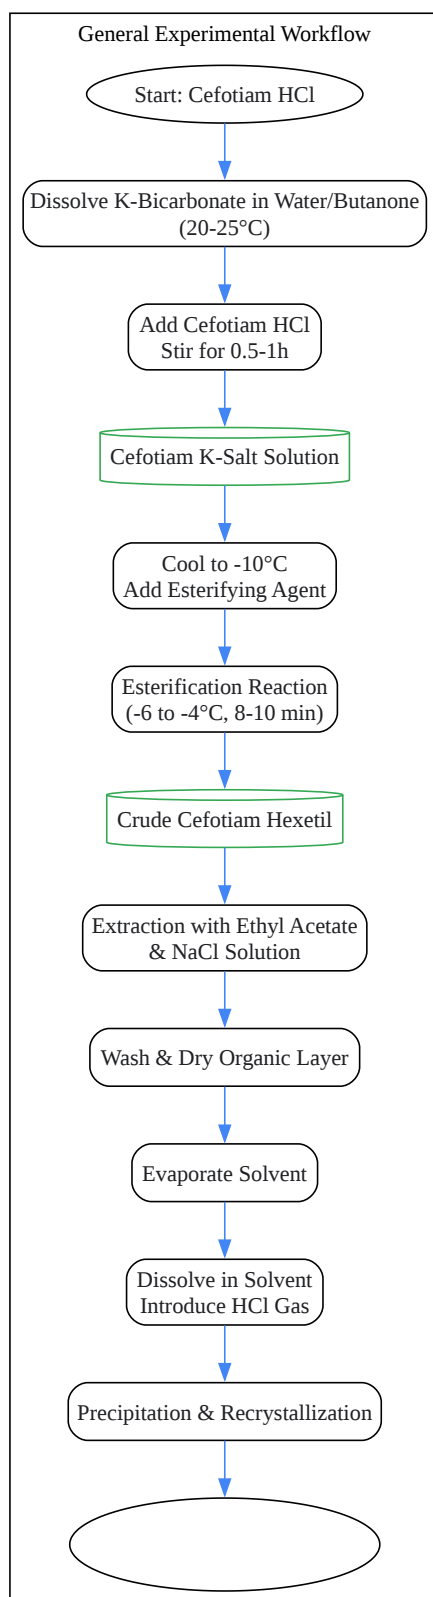 General Experimental Workflow
Start: Cefotiam HCl
Dissolve K-Bicarbonate in Water/Butanone
(20-25°C)
Add Cefotiam HCl
Stir for 0.5-1h
Cefotiam K-Salt Solution
Cool to -10°C
Add Esterifying Agent
Esterification Reaction
(-6 to -4°C, 8-10 min)
Crude Cefotiam Hexetil
Extraction with Ethyl Acetate
& NaCl Solution
Wash & Dry Organic Layer
Evaporate Solvent
Dissolve in Solvent
Introduce HCl Gas
Precipitation & Recrystallization